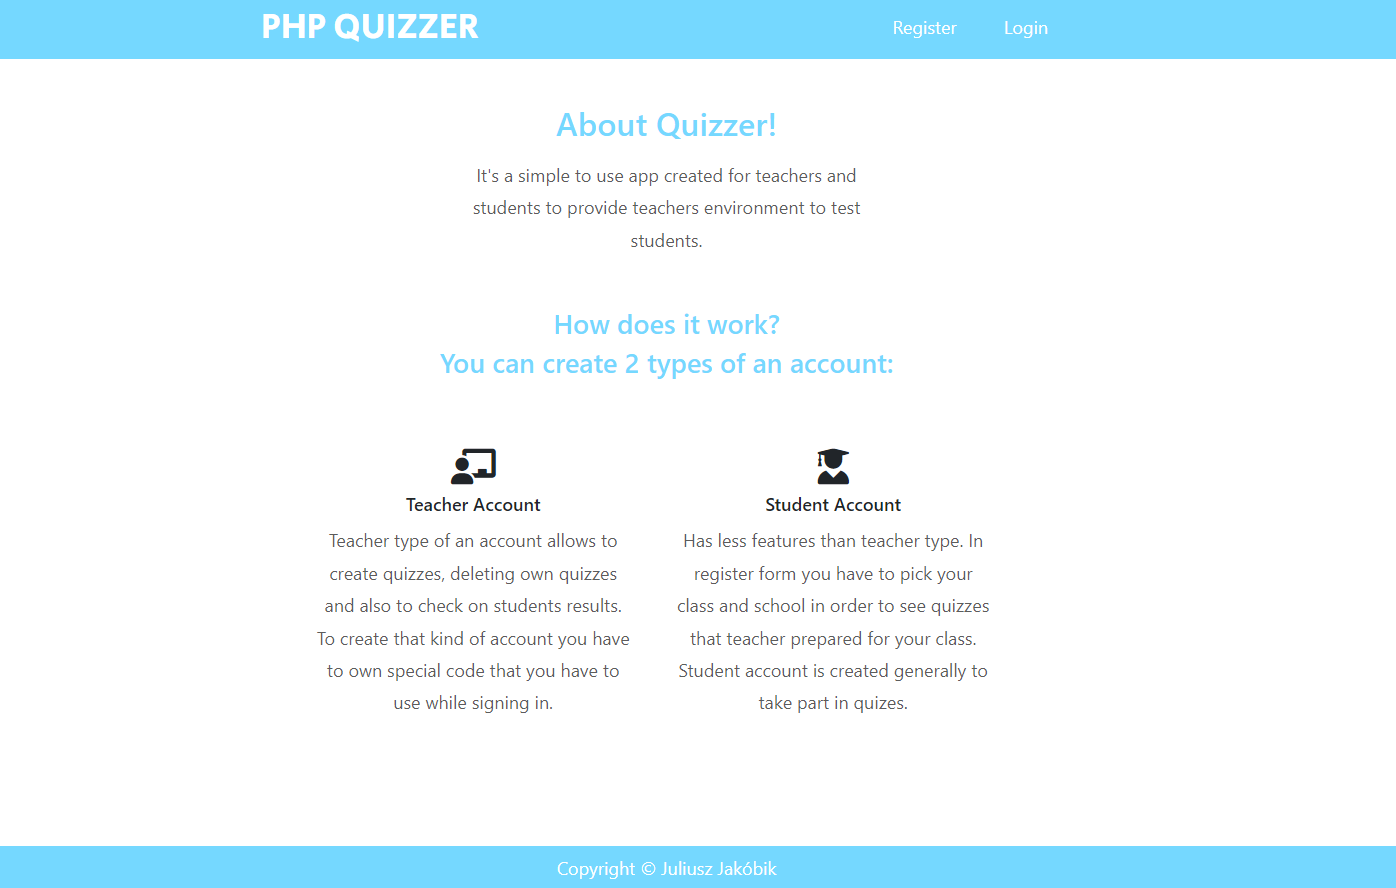 PHP QUIZZER
Register
Login
About Quizzer!
It's a simple to use app created for teachers and
students to provide teachers environment to test
students.
How does it work?
You can create 2 types of an account:
Teacher Account
Teacher type of an account allows to
create quizzes, deleting own quizzes
and also to check on students results.
To create that kind of account you have
to own special code that you have to
use while signing in.
Student Account
Has less features than teacher type. In
register form you have to pick your
class and school in order to see quizzes
that teacher prepared for your class.
Student account is created generally to
take part in quizes.
Copyright © Juliusz Jakóbik